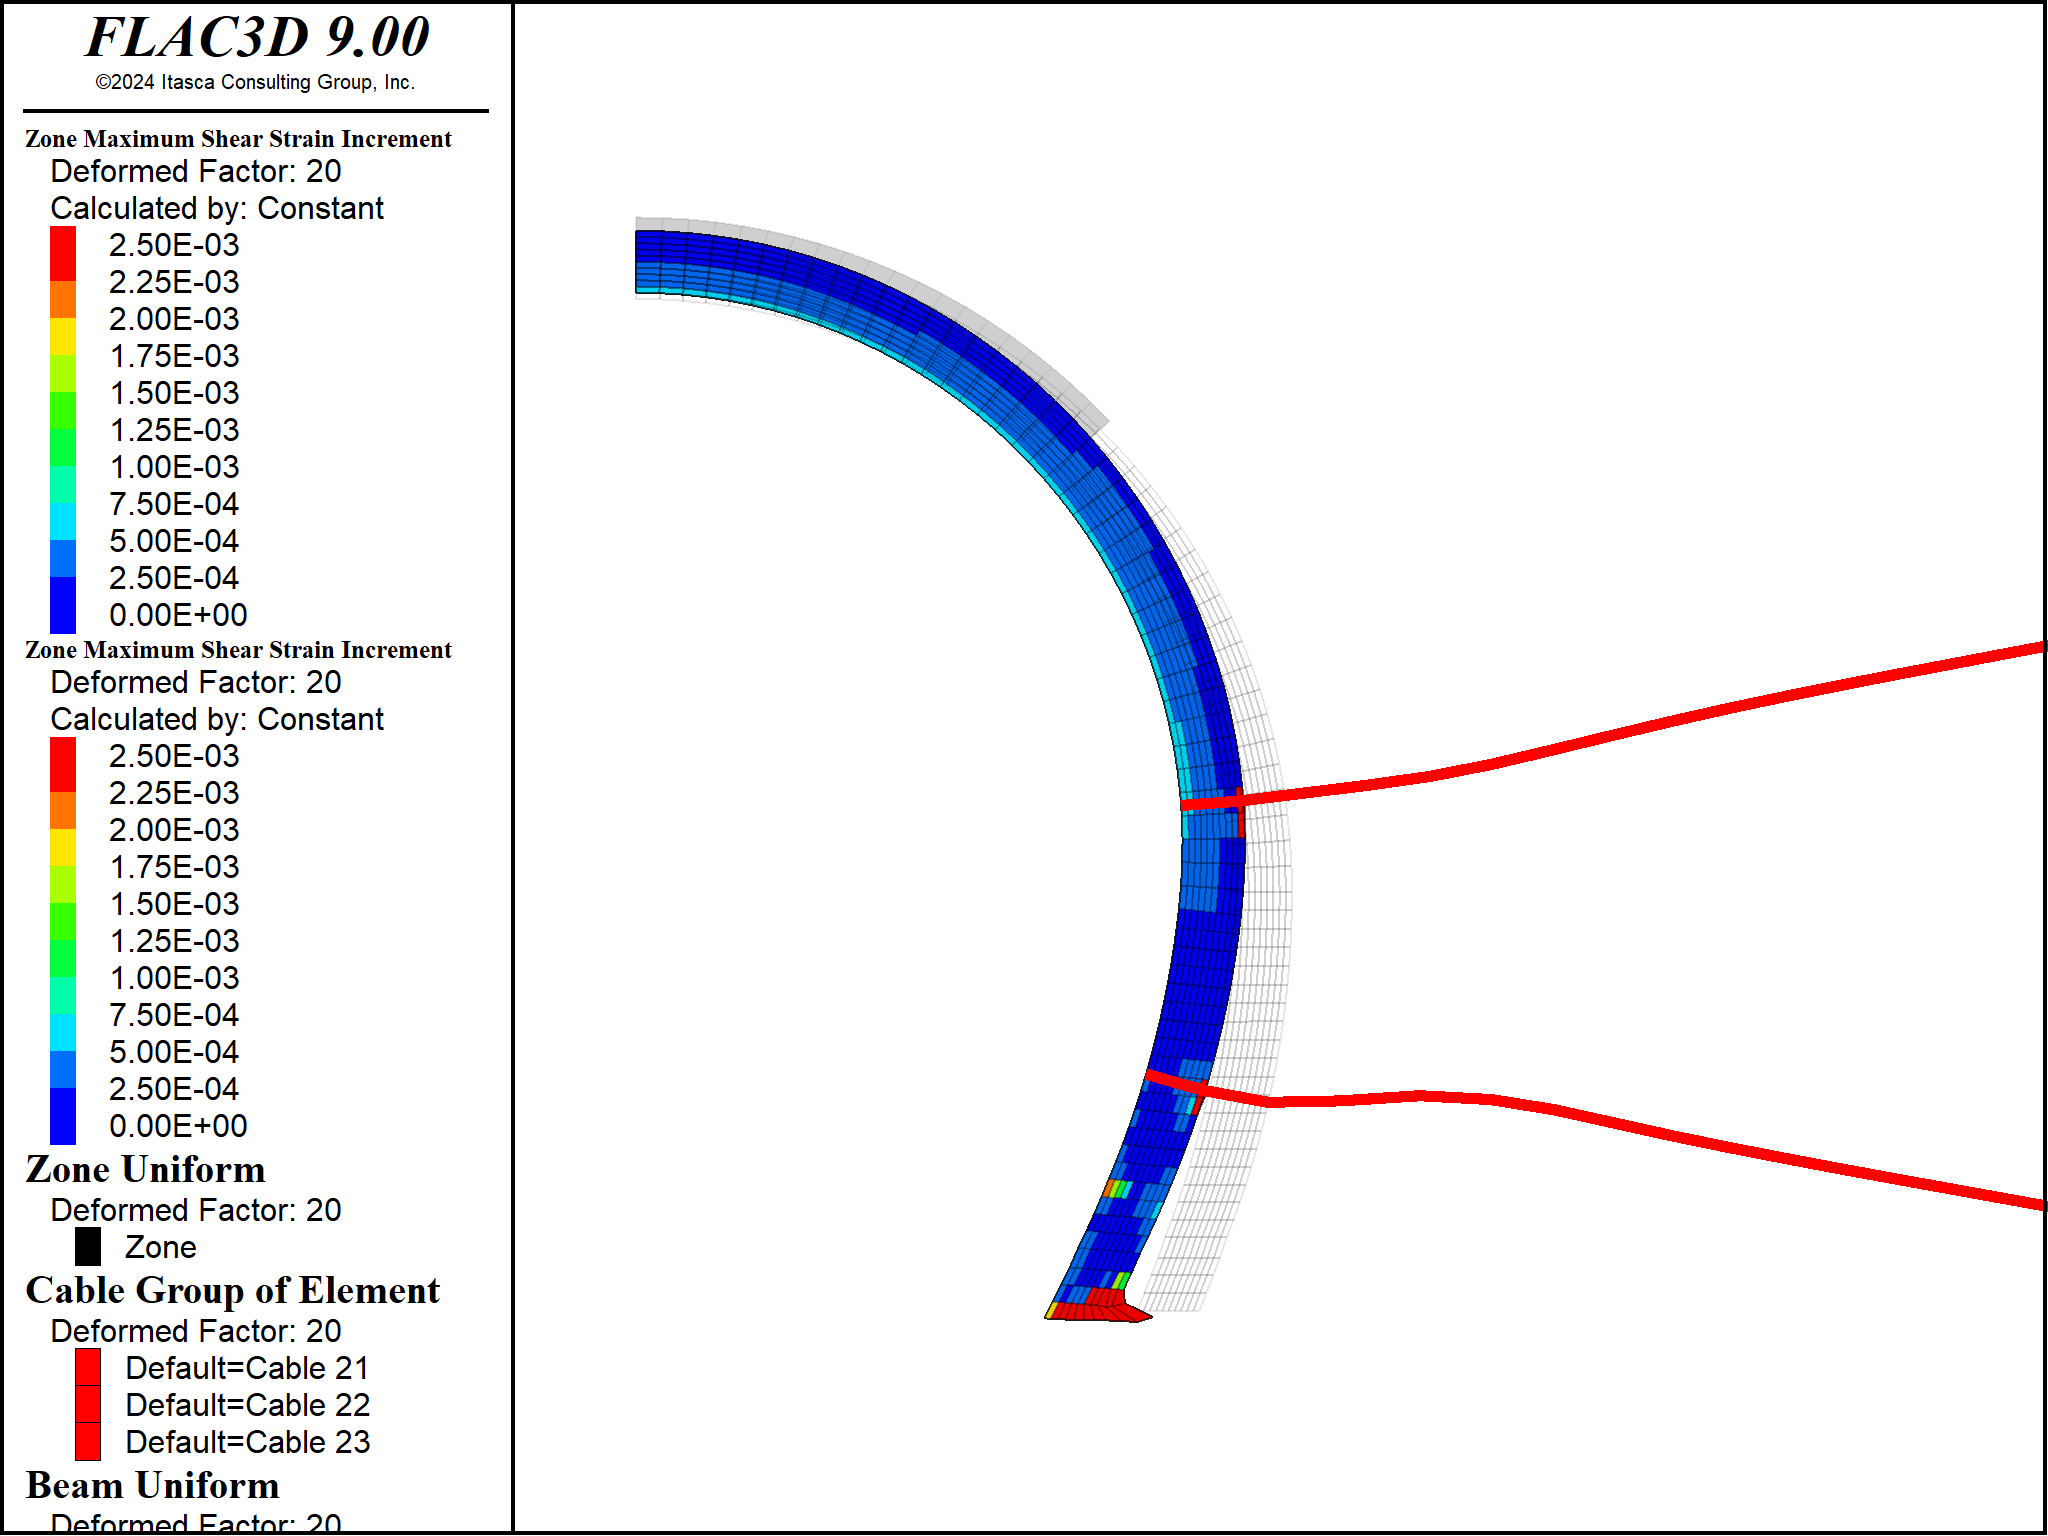 FLAC3D 9.00
©2024 Itasca Consulting Group, Inc.
Zone Maximum Shear Strain Increment
Deformed Factor: 20
Calculated by: Constant
2.50E-03
2.25E-03
2.00E-03
1.75E-03
1.50E-03
1.25E-03
1.00E-03
7.50E-04
5.00E-04
2.50E-04
0.00E+00
Zone Maximum Shear Strain Increment
Deformed Factor: 20
Calculated by: Constant
2.50E-03
2.25E-03
2.00E-03
1.75E-03
1.50E-03
1.25E-03
1.00E-03
7.50E-04
5.00E-04
2.50E-04
0.00E+00
Zone Uniform
Deformed Factor: 20
Zone
Cable Group of Element
Deformed Factor: 20
Default=Cable 21
Default=Cable 22
Default=Cable 23
Beam Uniform
Deformed Factor: 20